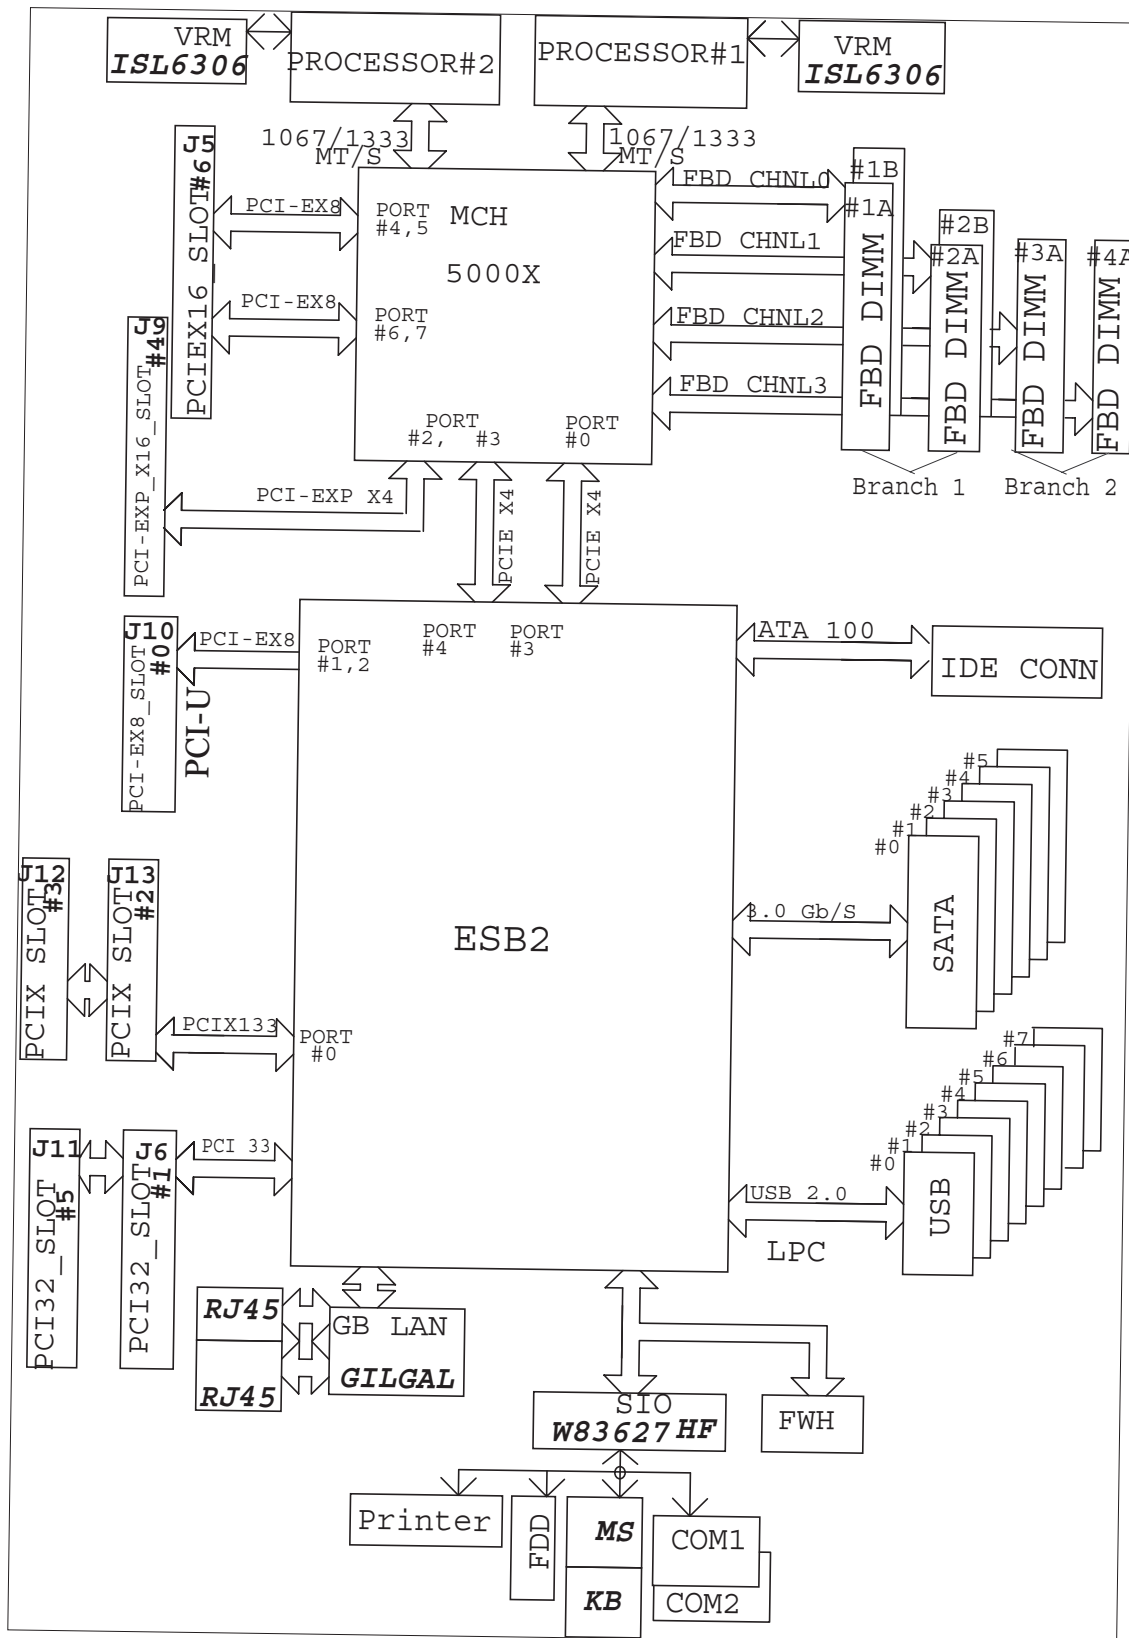 VRM
ISL6306
PROCESSOR#2
PROCESSOR#1
VRM
ISL6306
1067/1333
MT/S
1067/1333
MT/S
J5
#6
PCIEX16_SLOT
PCI-EX8
PORT
#4,5
MCH
5000X
PCI-EX8
PORT
#6,7
PORT
#2,
#3
PORT
#0
FBD CHNL0
FBD CHNL1
FBD CHNL2
FBD CHNL3
#1B
#1A
FBD DIMM
#2B
#2A
FBD DIMM
#3A
FBD DIMM
#4A
FBD DIMM
Branch 1
Branch 2
J9
#4
PCI-EXP_X16_SLOT
PCI-EXP X4
PCIE X4
PCIE X4
J10
#0
PCI-EX8_SLOT
PCI-U
PCI-EX8
PORT
#1,2
PORT
#4
PORT
#3
ATA 100
IDE CONN
ESB2
#5
#4
#3
#2
#1
#0
SATA
3.0 Gb/S
J12
#3
PCIX SLOT
J13
#2
PCIX SLOT
PCIX133
PORT
#0
#7
#6
#5
#4
#3
#2
#1
#0
USB
USB 2.0
J11
#5
PCI32_SLOT
J6
#1
PCI32_SLOT
PCI 33
LPC
RJ45
RJ45
GB LAN
GILGAL
SIO
W83627 HF
FWH
Printer
FDD
MS
KB
COM1
COM2